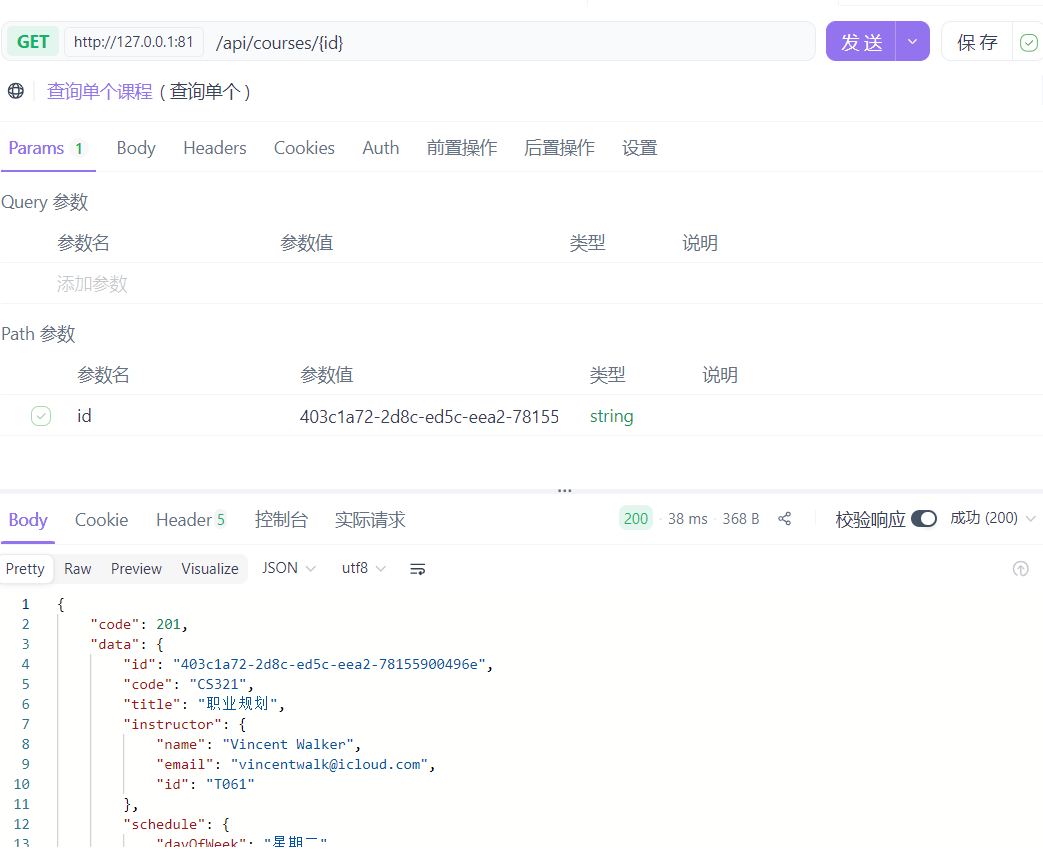 GET http://127.0.0.1:81 /api/courses/{id} 发 送 保 存
查询单个课程 ( 查询单个 )
Params 1 Body Headers Cookies Auth 前置操作 后置操作 设置
Query 参数
参数名 参数值 类型 说明
添加参数
Path 参数
参数名 参数值 类型 说明
id 403c1a72-2d8c-ed5c-eea2-78155 string
Body Cookie Header 5 控制台 实际请求 200 · 38 ms · 368 B 校验响应 成功 (200)
Pretty Raw Preview Visualize JSON utf8
1 {
2 "code": 201,
3 "data": {
4 "id": "403c1a72-2d8c-ed5c-eea2-78155900496e",
5 "code": "CS321",
6 "title": "职业规划",
7 "instructor": {
8 "name": "Vincent Walker",
9 "email": "vincentwalk@icloud.com",
10 "id": "T061"
11 },
12 "schedule": {
13 "dayOfWeek": "星期二"